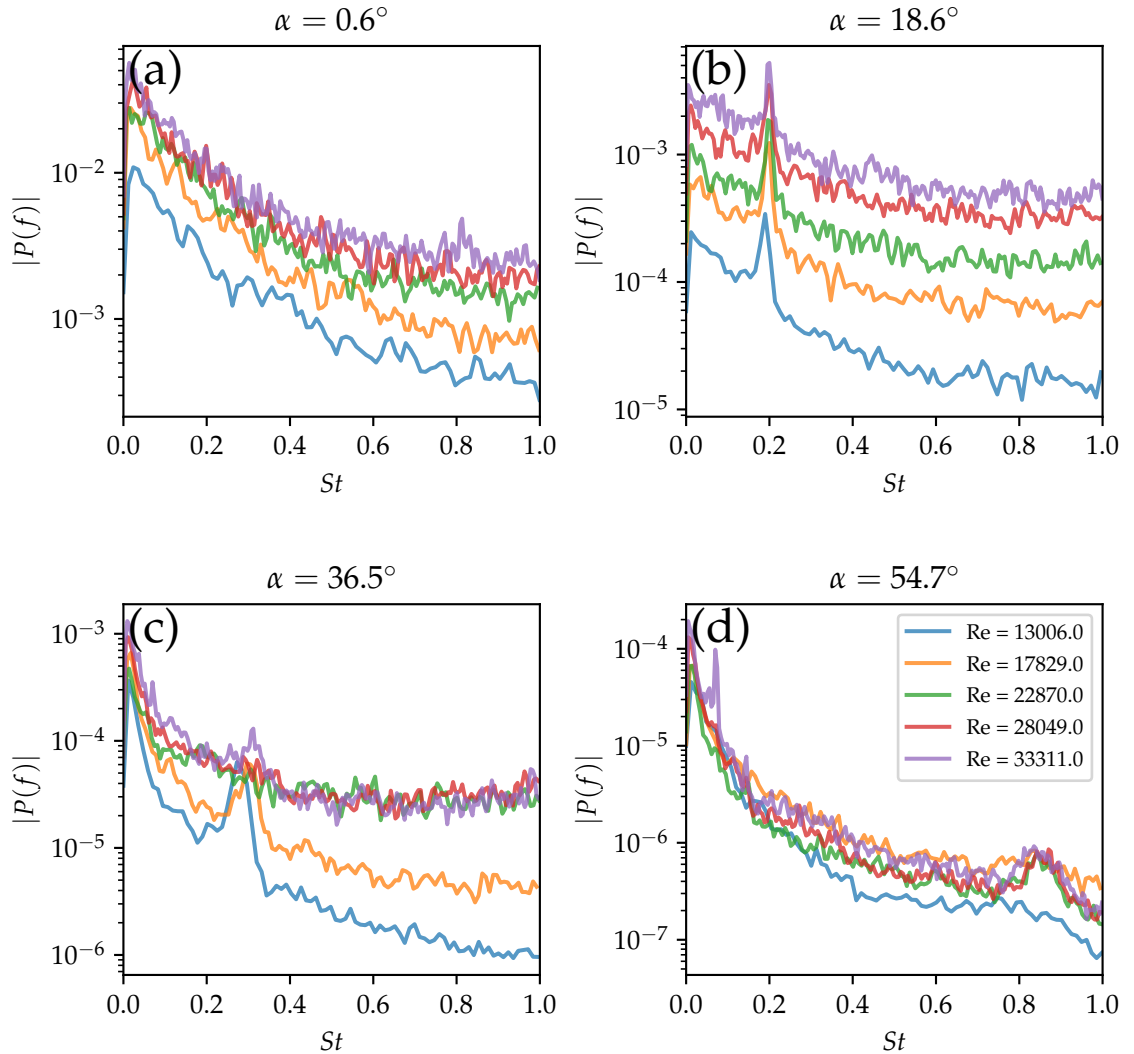 α = 0.6°
(a)
|P(f)|
10⁻²
10⁻³
0.0 0.2 0.4 0.6 0.8 1.0
St
α = 18.6°
(b)
|P(f)|
10⁻³
10⁻⁴
10⁻⁵
0.0 0.2 0.4 0.6 0.8 1.0
St
α = 36.5°
(c)
|P(f)|
10⁻³
10⁻⁴
10⁻⁵
10⁻⁶
0.0 0.2 0.4 0.6 0.8 1.0
St
α = 54.7°
(d)
|P(f)|
10⁻⁴
10⁻⁵
10⁻⁶
10⁻⁷
Re = 13006.0
Re = 17829.0
Re = 22870.0
Re = 28049.0
Re = 33311.0
0.0 0.2 0.4 0.6 0.8 1.0
St